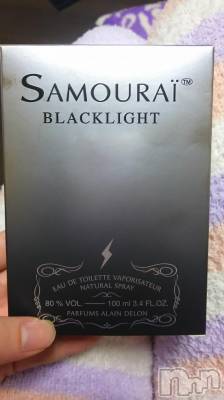 SAMOURAÏ™
BLACKLIGHT
EAU DE TOILETTE VAPORISATEUR
NATURAL SPRAY
80 % VOL. 100 ml 3.4 FL.OZ.
PARFUMS ALAIN DELON